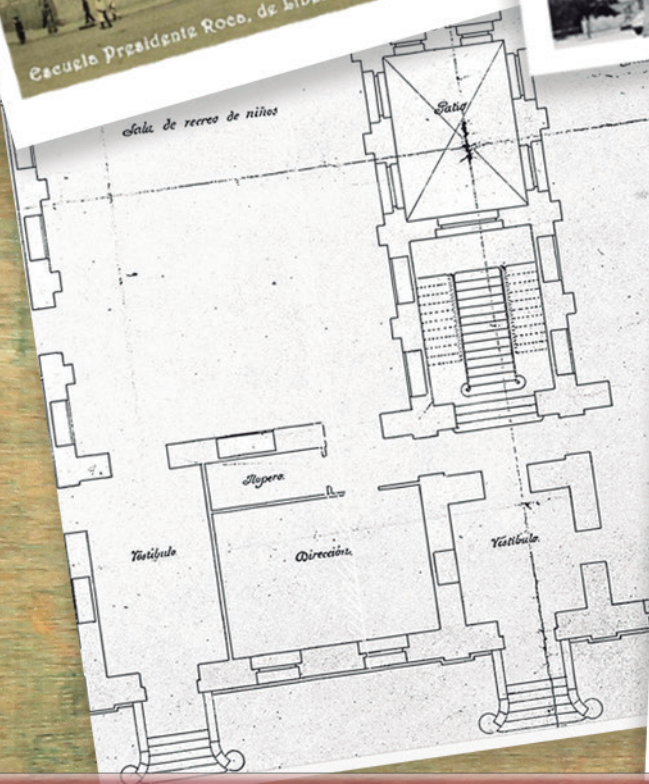 Escuela Presidente Roca, de
Sala de recreo de niños
Patio
Ropero.
Vestíbulo
Dirección.
Vestíbulo.